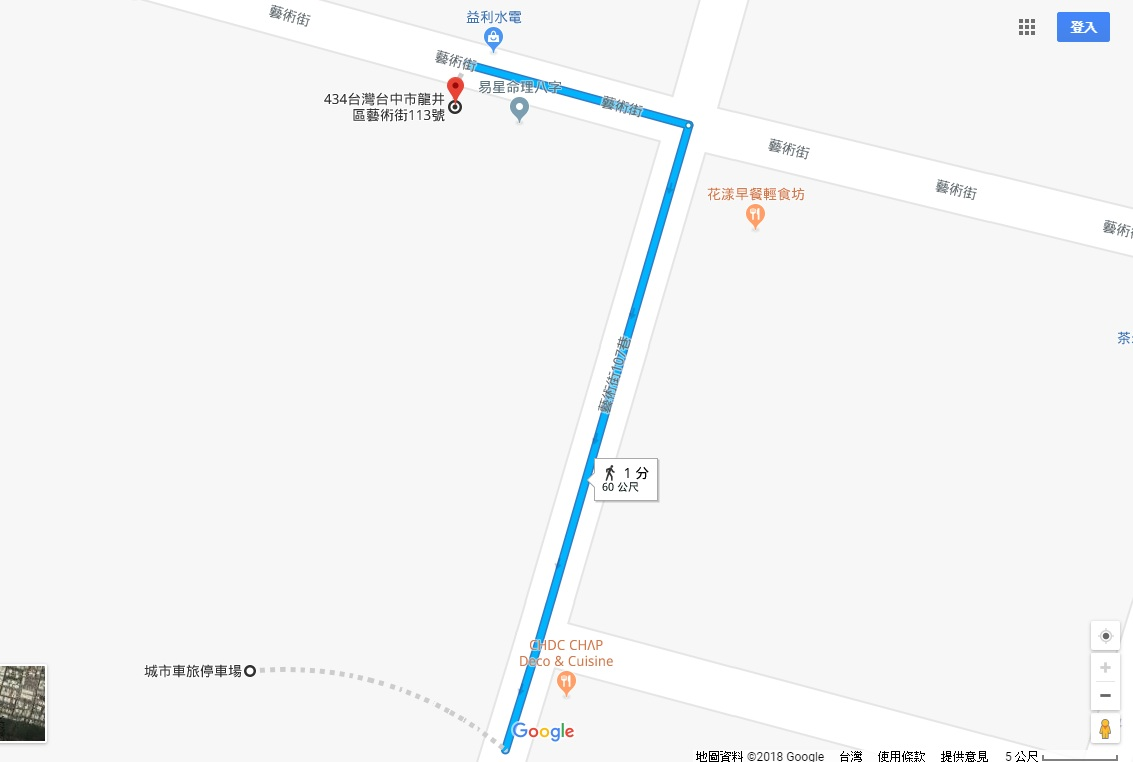 藝術街
益利水電
登入
藝術街
易星命理八字
434台灣台中市龍井
區藝術街113號
藝術街
藝術街
花漾早餐輕食坊
藝術街
藝術街107巷
1 分
60 公尺
CHDC CHAP
Deco & Cuisine
城市車旅停車場
Google
地圖資料 ©2018 Google 台灣 使用條款 提供意見 5 公尺